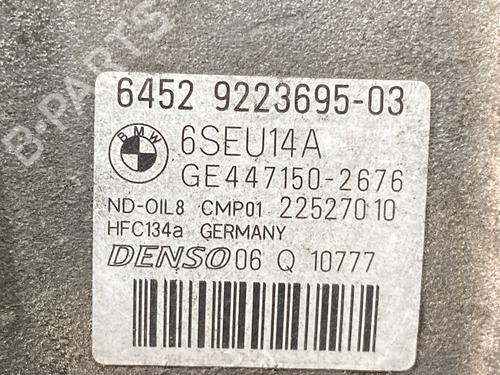 B-PARTS
6452 9223695-03
BMW
6SEU14A
GE447150-2676
ND-OIL8 CMP01 22527010
HFC134a GERMANY
DENSO 06 Q 10777